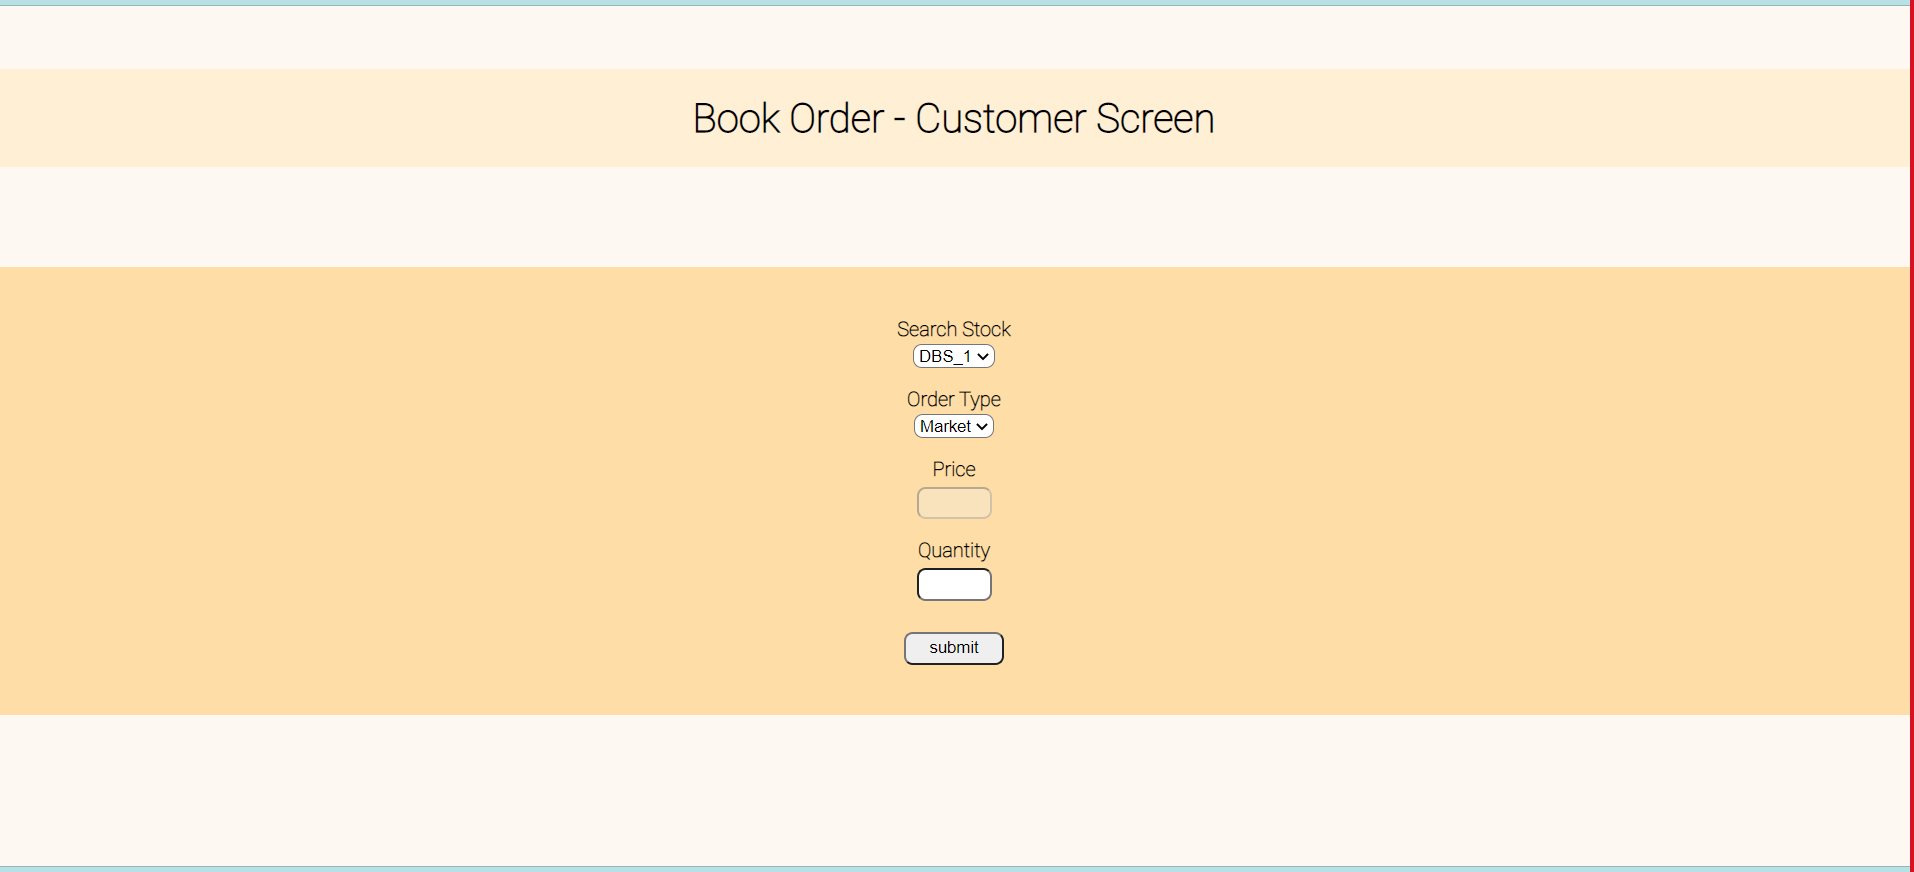 Book Order - Customer Screen
Search Stock
DBS_1
Order Type
Market
Price
Quantity
submit